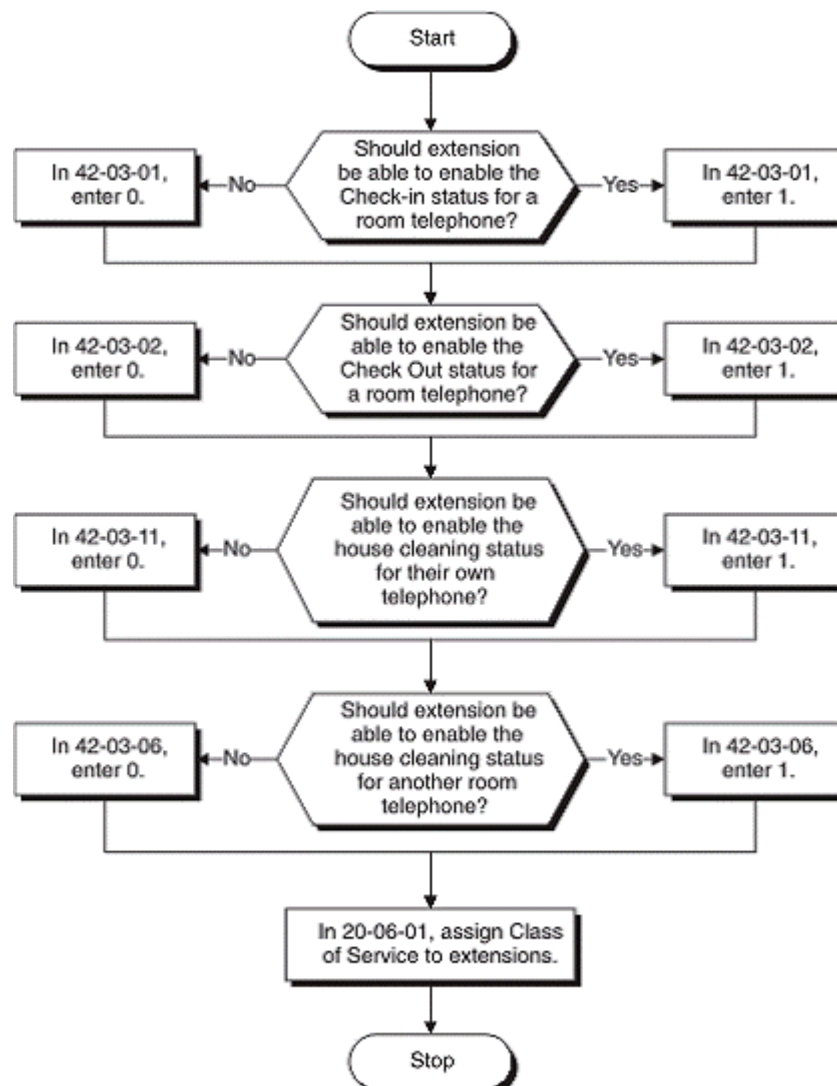 Start
Should extension
be able to enable the
Check-in status for a
room telephone?
No
Yes
In 42-03-01,
enter 0.
In 42-03-01,
enter 1.
Should extension be
able to enable the
Check Out status for
a room telephone?
No
Yes
In 42-03-02,
enter 0.
In 42-03-02,
enter 1.
Should extension be
able to enable the
house cleaning status
for their own
telephone?
No
Yes
In 42-03-11,
enter 0.
In 42-03-11,
enter 1.
Should extension be
able to enable the
house cleaning status
for another room
telephone?
No
Yes
In 42-03-06,
enter 0.
In 42-03-06,
enter 1.
In 20-06-01, assign Class
of Service to extensions.
Stop